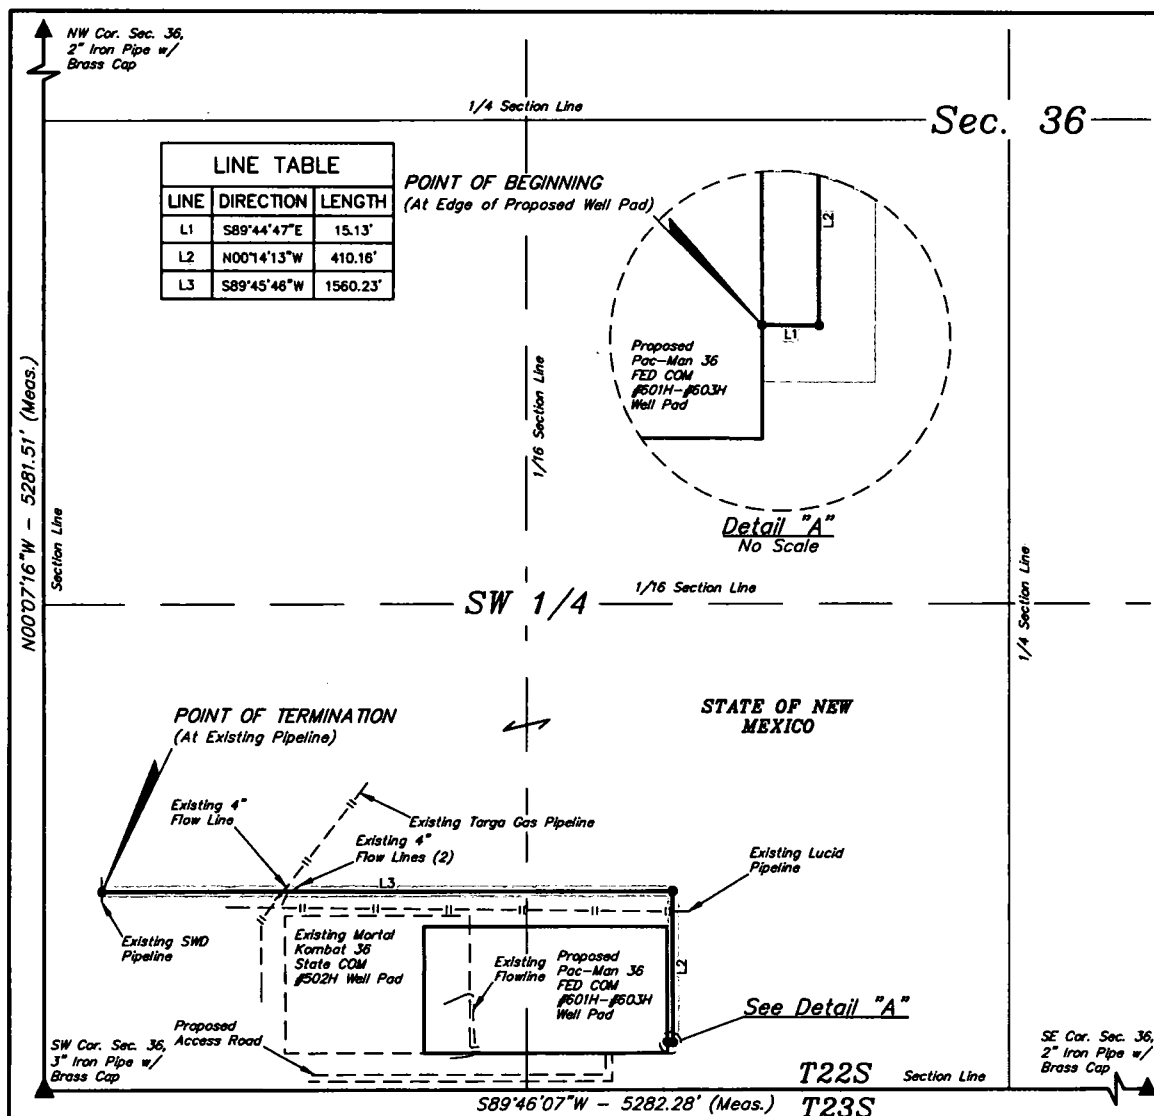 NW Cor. Sec. 36,
2" Iron Pipe w/
Brass Cap
1/4 Section Line
Sec. 36
LINE TABLE
LINE DIRECTION LENGTH
L1 S89°44'47"E 15.13'
L2 N00°14'13"W 410.16'
L3 S89°45'46"W 1560.23'
POINT OF BEGINNING
(At Edge of Proposed Well Pad)
L2
L1
Proposed
Pac-Man 36
FED COM
#601H-#603H
Well Pad
Detail "A"
No Scale
N00°07'16"W - 5281.51' (Meas.)
Section Line
1/16 Section Line
1/16 Section Line
SW 1/4
1/4 Section Line
STATE OF NEW
MEXICO
POINT OF TERMINATION
(At Existing Pipeline)
Existing 4"
Flow Line
Existing Targa Gas Pipeline
Existing 4"
Flow Lines (2)
Existing Lucid
Pipeline
L3
Existing SWD
Pipeline
Existing Mortal
Kombat 36
State COM
#502H Well Pad
Existing
Flowline
Proposed
Pac-Man 36
FED COM
#601H-#603H
Well Pad
L2
See Detail "A"
Proposed
Access Road
SW Cor. Sec. 36,
3" Iron Pipe w/
Brass Cap
SE Cor. Sec. 36,
2" Iron Pipe w/
Brass Cap
T22S
Section Line
S89°46'07"W - 5282.28' (Meas.)
T23S